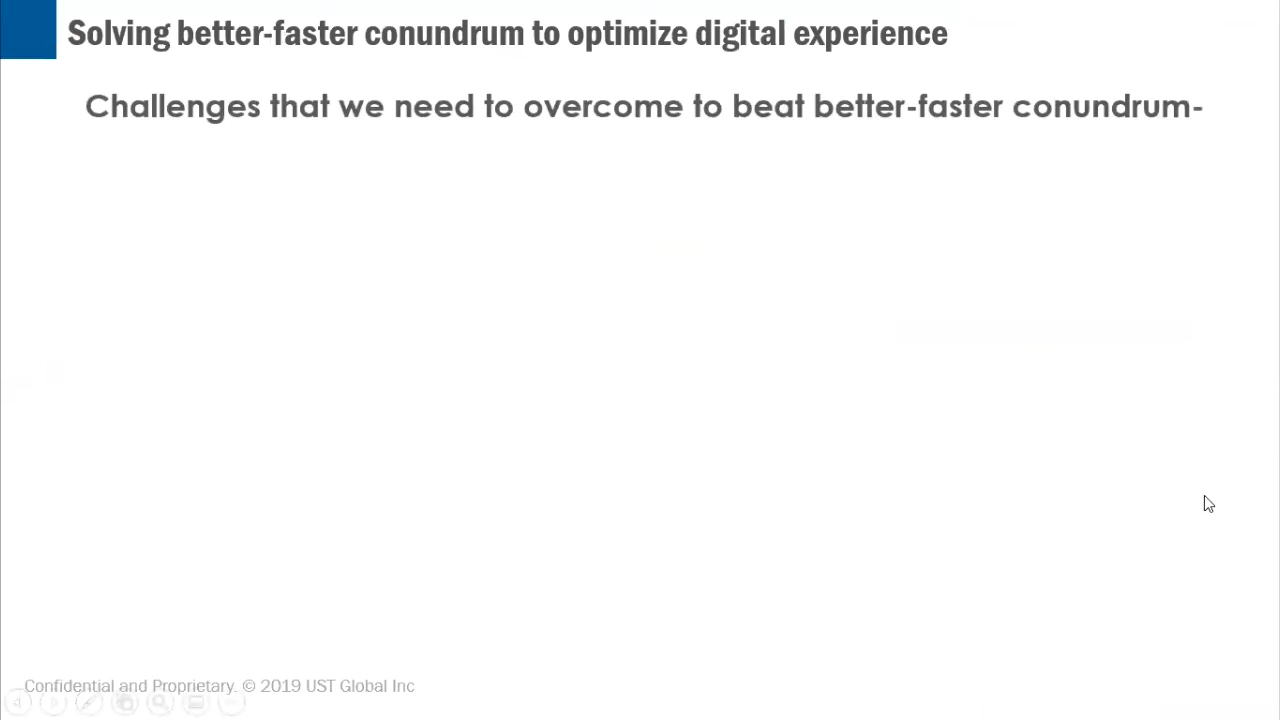 Solving better-faster conundrum to optimize digital experience
Challenges that we need to overcome to beat better-faster conundrum-
Confidential and Proprietary. © 2019 UST Global Inc